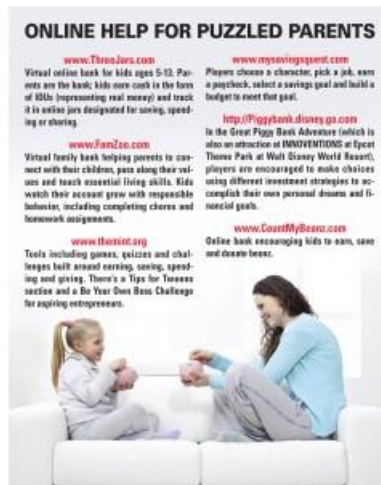 ONLINE HELP FOR PUZZLED PARENTS
www.ThreeJars.com
Virtual online bank for kids ages 5-13. Par-
ents are the bank; kids earn cash in the form
of IOUs (representing real money) and track
it in online jars designated for saving, spend-
ing or sharing.
www.FamZoo.com
Virtual family bank helping parents to con-
nect with their children, pass along their val-
ues and teach essential living skills. Kids
watch their account grow with responsible
behavior, including completing chores and
homework assignments.
www.themint.org
Tools including games, quizzes and chal-
lenges built around earning, saving, spend-
ing and giving. There's a Tips for Tweens
section and a Be Your Own Boss Challenge
for aspiring entrepreneurs.
www.mysavingsquest.com
Players choose a character, pick a job, earn
a paycheck, select a savings goal and build a
budget to meet that goal.
http://Piggybank.disney.go.com
In the Great Piggy Bank Adventure (which is
also an attraction at INNOVENTIONS at Epcot
Theme Park at Walt Disney World Resort),
players are encouraged to make choices
using different investment strategies to ac-
complish their own personal dreams and fi-
nancial goals.
www.CountMyBeanz.com
Online bank encouraging kids to earn, save
and donate beanz.